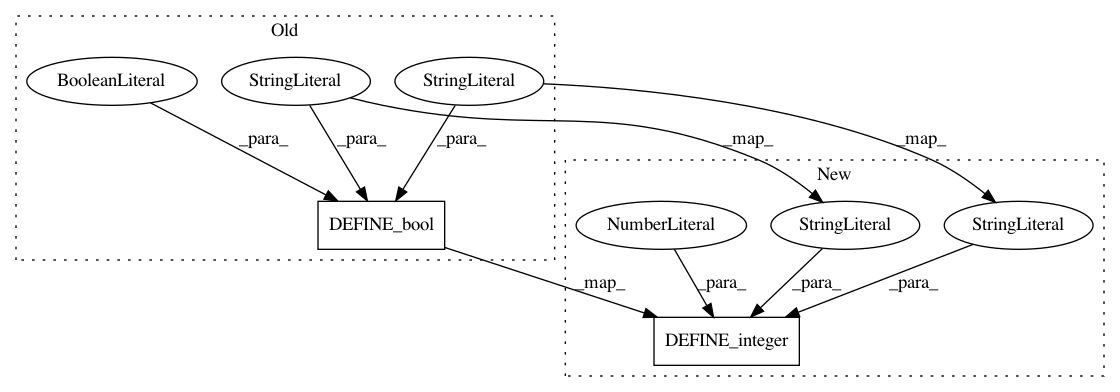 Old
BooleanLiteral
StringLiteral
StringLiteral
_para_
_para_
_para_
_map_
_map_
New
DEFINE_bool
NumberLiteral
StringLiteral
StringLiteral
_map_
_para_
_para_
_para_
DEFINE_integer